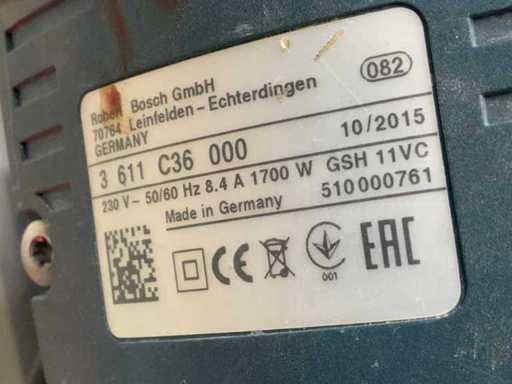 Robert Bosch GmbH
70764 Leinfelden-Echterdingen
GERMANY
082
3 611 C36 000
10/2015
230 V~ 50/60 Hz 8.4 A 1700 W
GSH 11VC
Made in Germany
510000761
CE
001
EAC